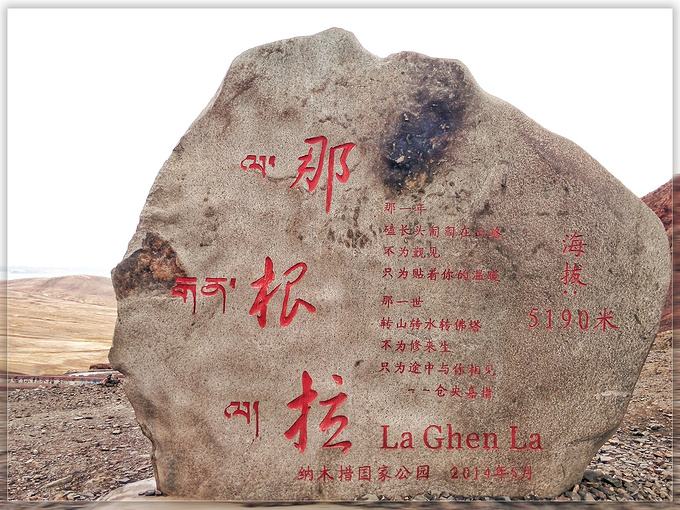 ལ་
那
གན་
根
ལ།
拉
那一年
磕长头匍匐在山路
不为觐见
只为贴着你的温暖
那一世
转山转水转佛塔
不为修来生
只为途中与你相见
--仓央嘉措
海拔:
5190米
La Ghen La
纳木措国家公园 2014年8月